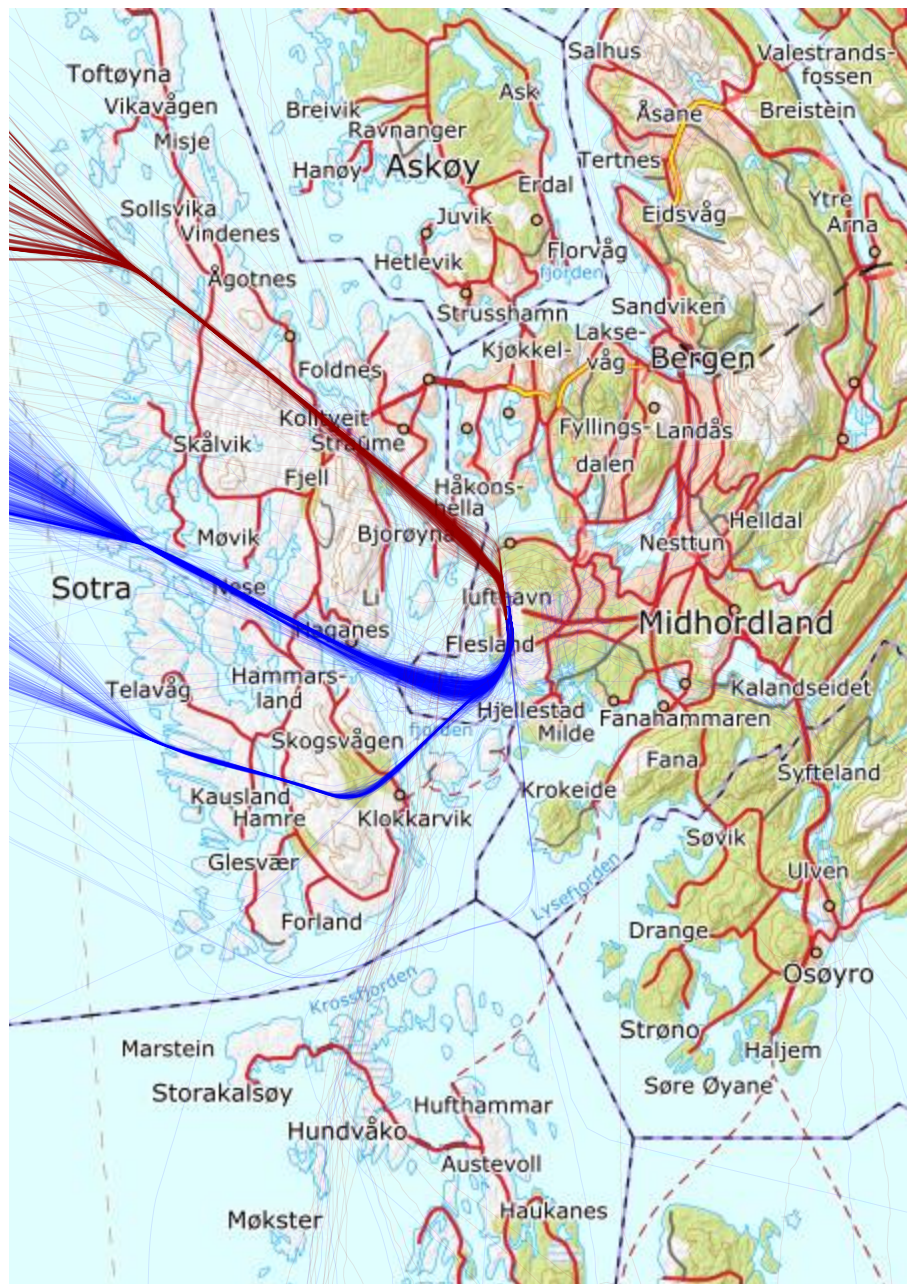 Salhus
Valestrands-
fossen
Toftøyna
Ask
Vikavågen
Breivik
Åsane
Breistein
Ravnanger
Misje
Askøy
Hanøy
Tertnes
Erdal
Ytre
Arna
Sollsvika
Juvik
Eidsvåg
Vindenes
Florvåg
Hetlevik
fjorden
Ågotnes
Strusshamn
Sandviken
Kjøkkel-
våg
Lakse-
Bergen
Foldnes
Koltveit
Straume
Fyllings-
dalen
Landås
Skålvik
Fjell
Håkons-
hella
Helldal
Møvik
Bjorøyna
Nesttun
Sotra
Nese
Li
lufthavn
Haganes
Flesland
Midhordland
Telavåg
Hammars-
land
Kalandseidet
Hjellestad
Fanahammaren
Milde
fjorden
Skogsvågen
Fana
Syfteland
Kausland
Krokeide
Hamre
Klokkarvik
Søvik
Glesvær
Ulven
Lysefjorden
Forland
Drange
Krossfjorden
Osøyro
Strøno
Marstein
Haljem
Storakalsøy
Søre Øyane
Hufthammar
Hundvåko
Austevoll
Møkster
Haukanes